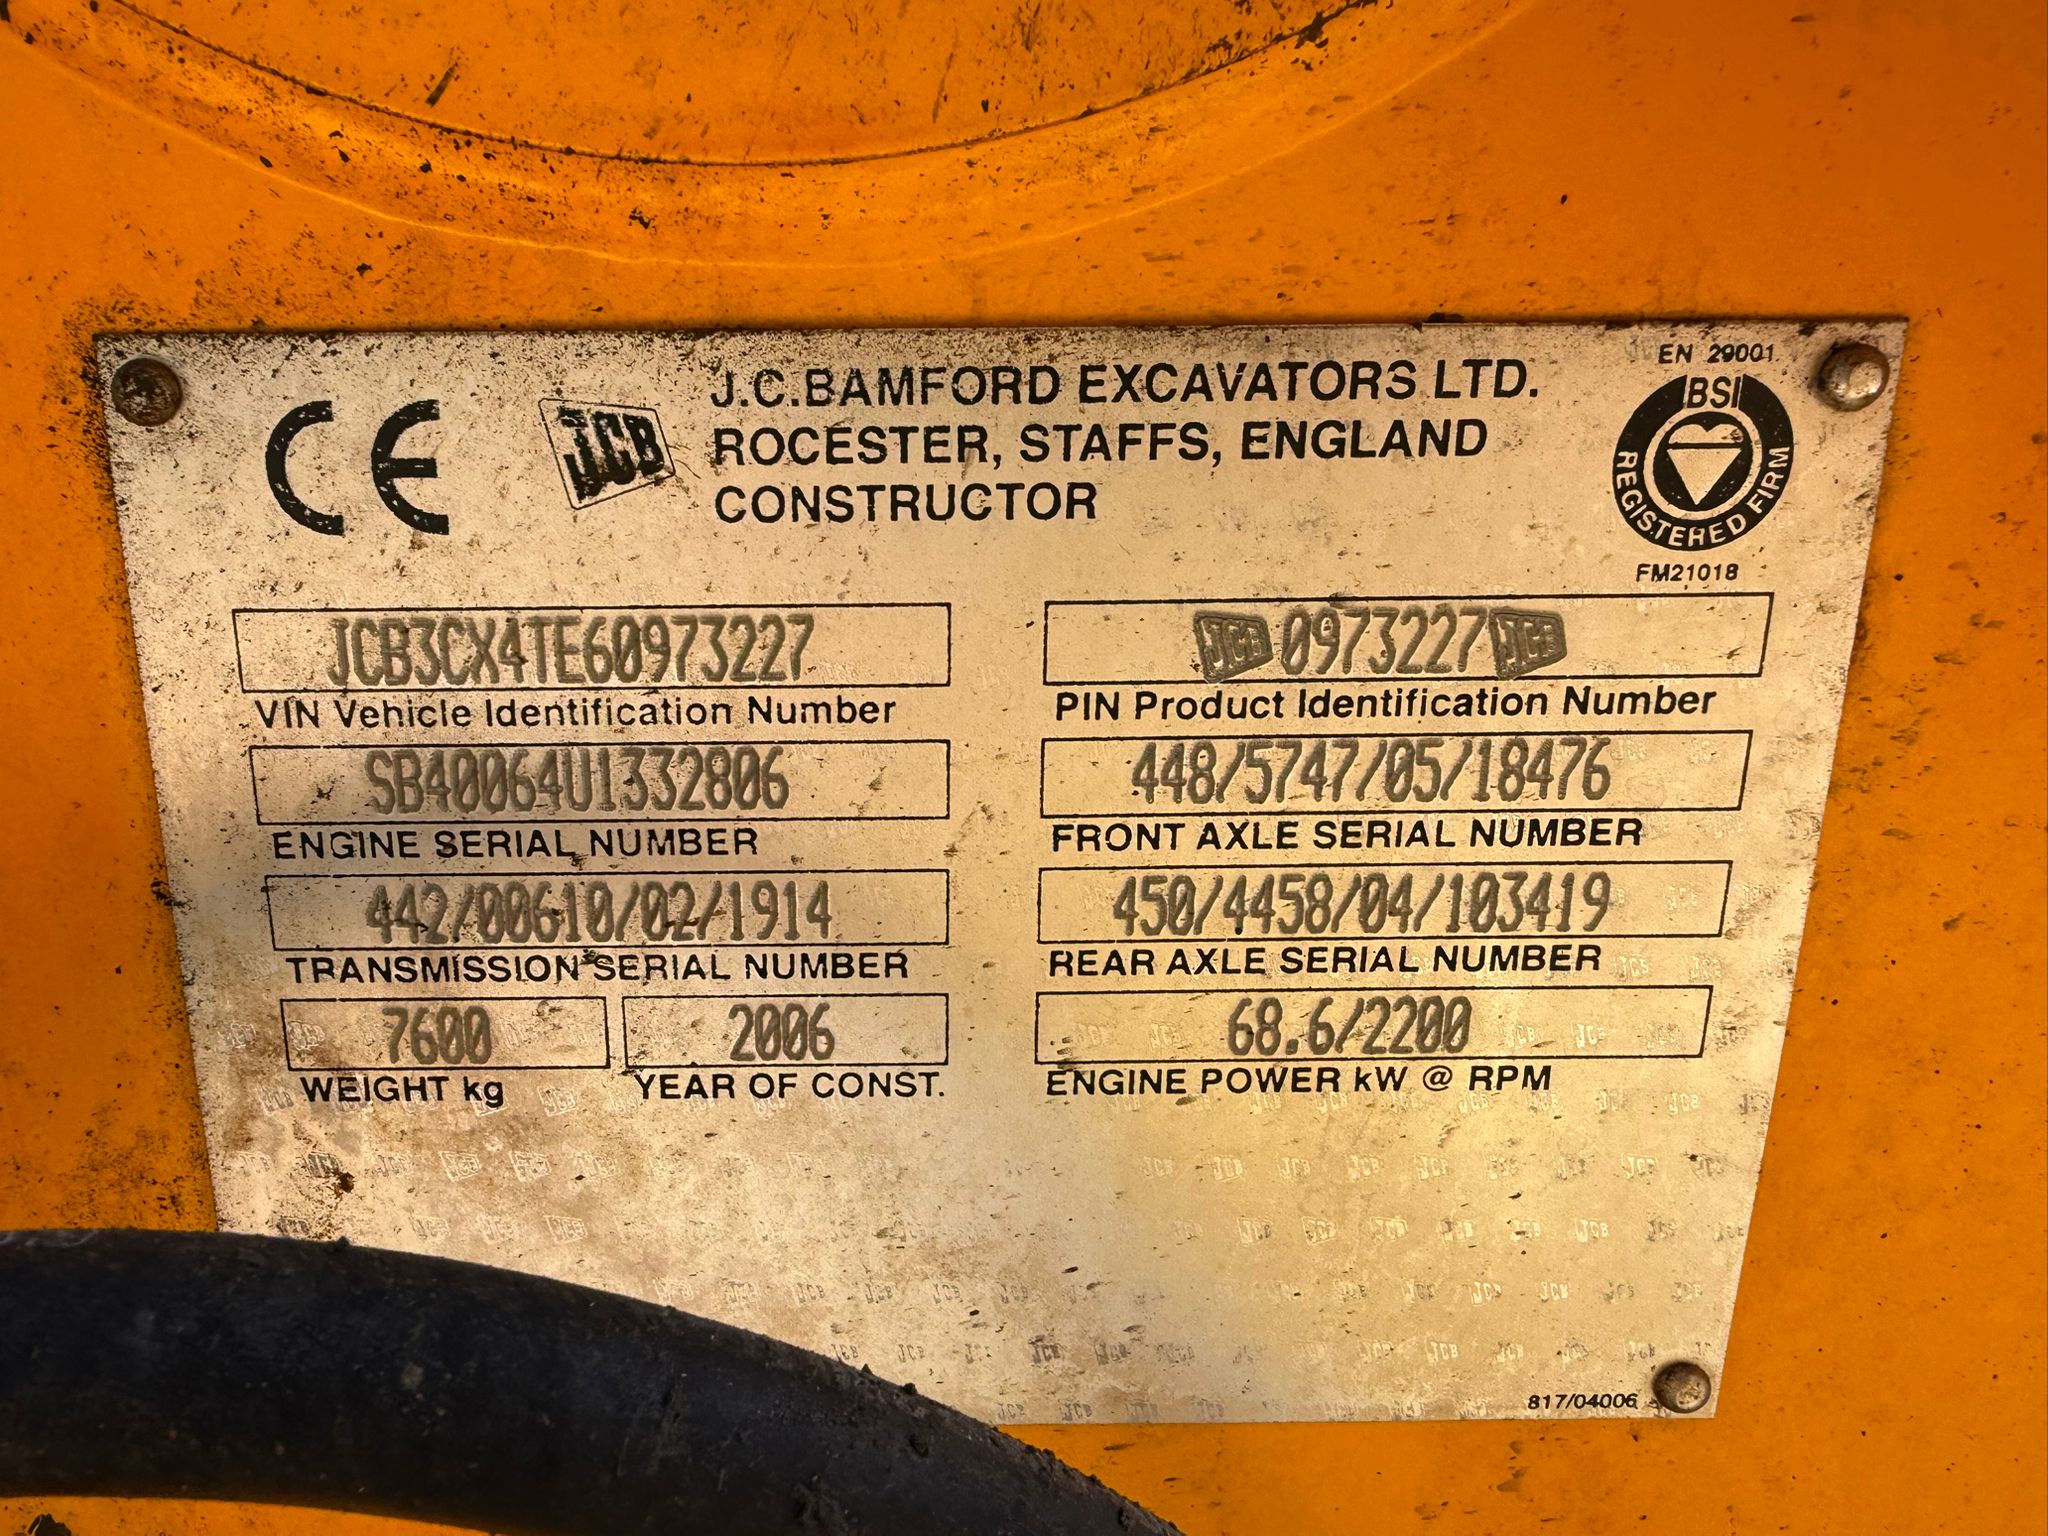 CE
JCB
J.C.BAMFORD EXCAVATORS LTD.
ROCESTER, STAFFS, ENGLAND
CONSTRUCTOR
EN 29001
BSI
REGISTERED FIRM
FM21018
JCB3CX4TE60973227
VIN Vehicle Identification Number
JCB 0973227 JCB
PIN Product Identification Number
SB40064U1332806
ENGINE SERIAL NUMBER
448/5747/05/18476
FRONT AXLE SERIAL NUMBER
442/00610/02/1914
TRANSMISSION SERIAL NUMBER
450/4458/04/103419
REAR AXLE SERIAL NUMBER
7600
WEIGHT kg
2006
YEAR OF CONST.
68.6/2200
ENGINE POWER kW @ RPM
817/04006